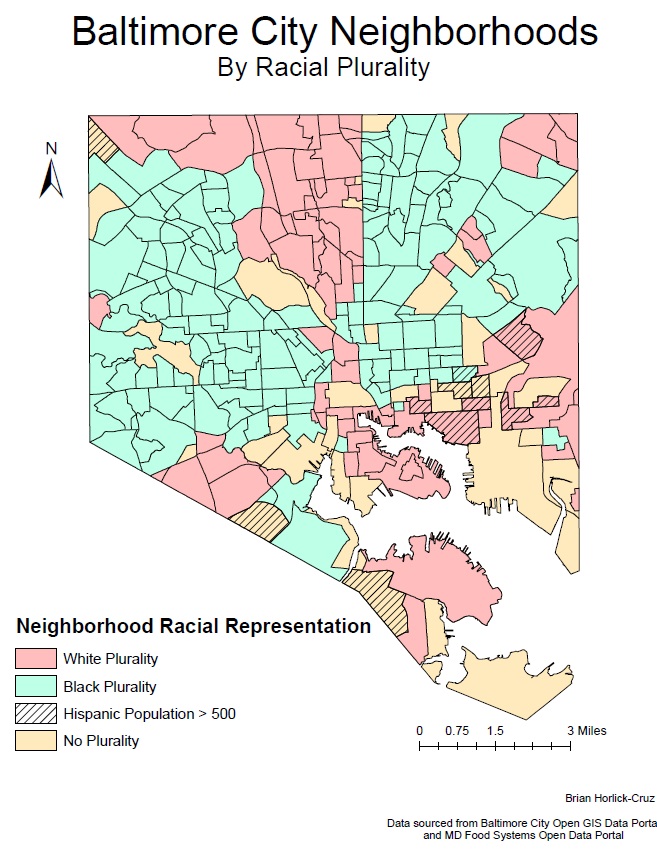 Baltimore City Neighborhoods
By Racial Plurality
N
Neighborhood Racial Representation
White Plurality
Black Plurality
Hispanic Population > 500
No Plurality
0 0.75 1.5 3 Miles
Brian Horlick-Cruz
Data sourced from Baltimore City Open GIS Data Porta
and MD Food Systems Open Data Portal